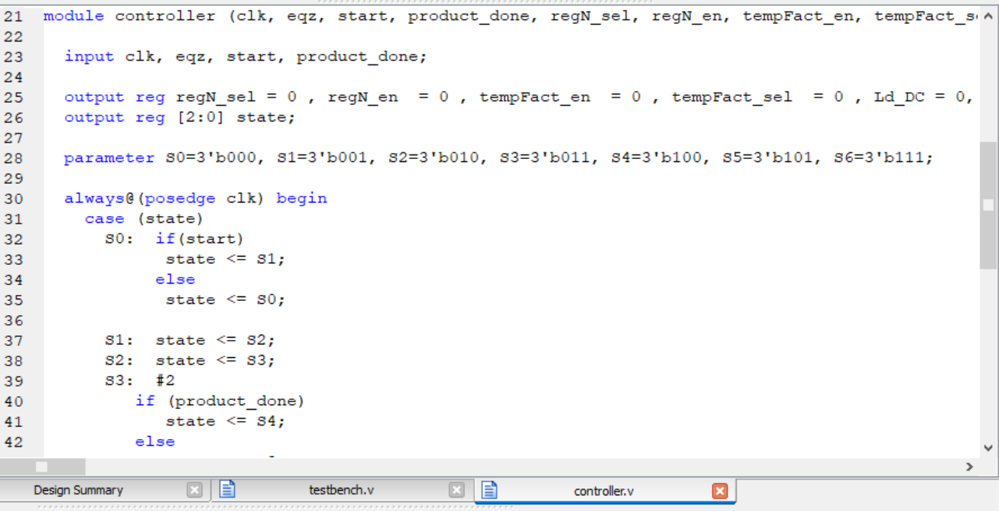 21 module controller (clk, eqz, start, product_done, regN_sel, regN_en, tempFact_en, tempFact_s
22
23 input clk, eqz, start, product_done;
24
25 output reg regN_sel = 0 , regN_en  = 0 , tempFact_en  = 0 , tempFact_sel  = 0 , Ld_DC = 0,
26 output reg [2:0] state;
27
28 parameter S0=3'b000, S1=3'b001, S2=3'b010, S3=3'b011, S4=3'b100, S5=3'b101, S6=3'b111;
29
30 always@(posedge clk) begin
31 case (state)
32 S0:  if(start)
33 state <= S1;
34 else
35 state <= S0;
36
37 S1:  state <= S2;
38 S2:  state <= S3;
39 S3:  #2
40 if (product_done)
41 state <= S4;
42 else
Design Summary testbench.v controller.v